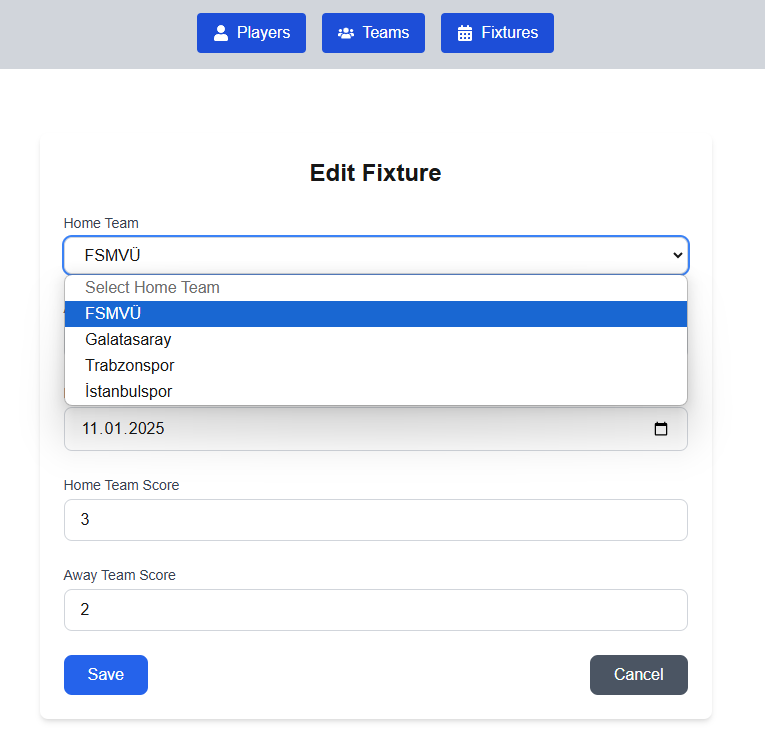 Players Teams Fixtures
Edit Fixture
Home Team
FSMVÜ
Select Home Team
FSMVÜ
Galatasaray
Trabzonspor
İstanbulspor
11.01.2025
Home Team Score
3
Away Team Score
2
Save Cancel